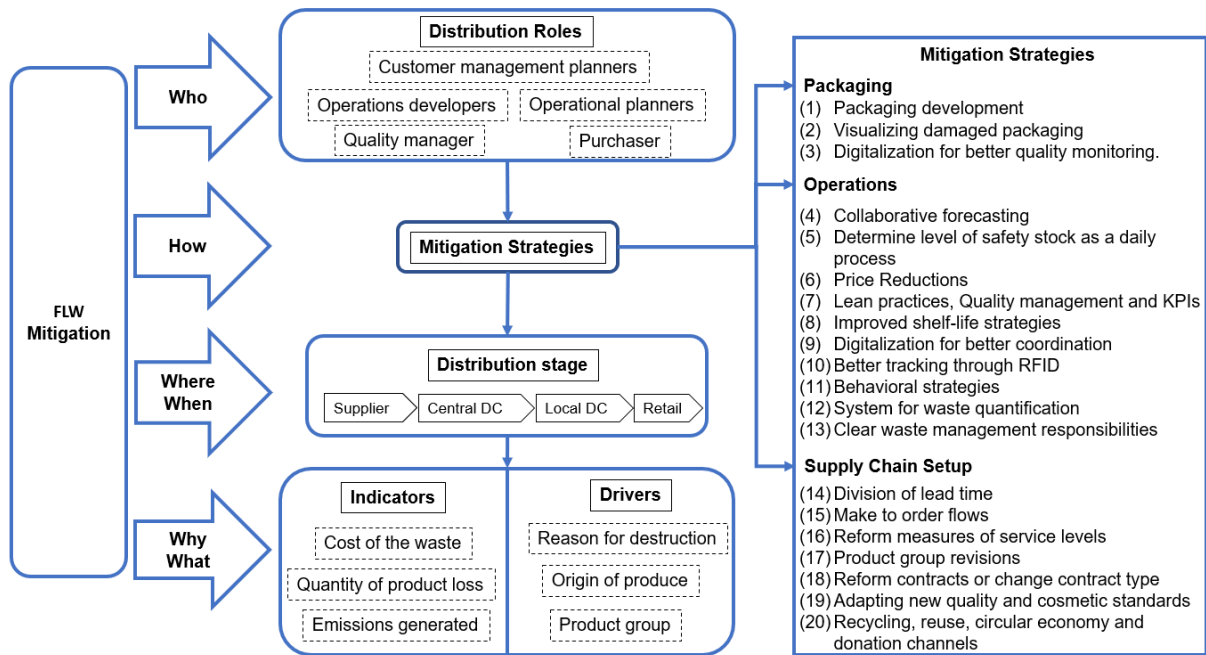 FLW
Mitigation
Who
How
Where
When
Why
What
Distribution Roles
Customer management planners
Operations developers
Operational planners
Quality manager
Purchaser
Mitigation Strategies
Distribution stage
Supplier
Central DC
Local DC
Retail
Indicators
Cost of the waste
Quantity of product loss
Emissions generated
Drivers
Reason for destruction
Origin of produce
Product group
Mitigation Strategies
Packaging
(1) Packaging development
(2) Visualizing damaged packaging
(3) Digitalization for better quality monitoring.
Operations
(4) Collaborative forecasting
(5) Determine level of safety stock as a daily
process
(6) Price Reductions
(7) Lean practices, Quality management and KPIs
(8) Improved shelf-life strategies
(9) Digitalization for better coordination
(10) Better tracking through RFID
(11) Behavioral strategies
(12) System for waste quantification
(13) Clear waste management responsibilities
Supply Chain Setup
(14) Division of lead time
(15) Make to order flows
(16) Reform measures of service levels
(17) Product group revisions
(18) Reform contracts or change contract type
(19) Adapting new quality and cosmetic standards
(20) Recycling, reuse, circular economy and
donation channels